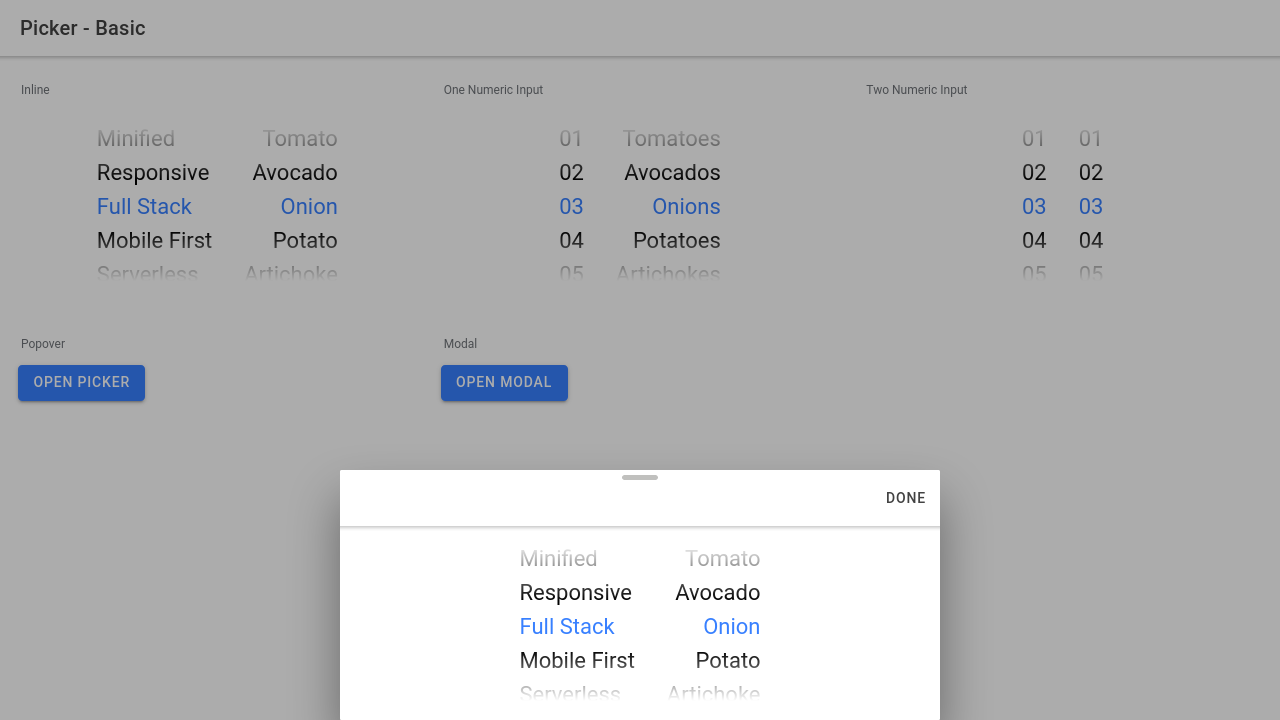 Picker - Basic
Inline
Minified Tomato
Responsive Avocado
Full Stack Onion
Mobile First Potato
Serverless Artichoke
One Numeric Input
01 Tomatoes
02 Avocados
03 Onions
04 Potatoes
05 Artichokes
Two Numeric Input
01 01
02 02
03 03
04 04
05 05
Popover
OPEN PICKER
Modal
OPEN MODAL
DONE
Minified Tomato
Responsive Avocado
Full Stack Onion
Mobile First Potato
Serverless Artichoke